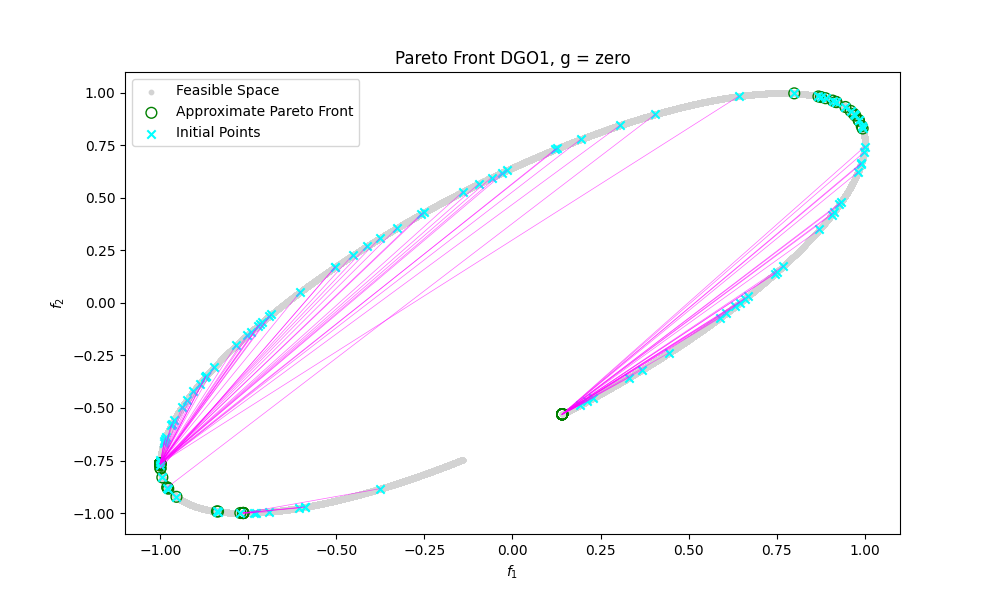 Pareto Front DGO1, g = zero
Feasible Space
Approximate Pareto Front
Initial Points
1.00
0.75
0.50
0.25
0.00
−0.25
−0.50
−0.75
−1.00
f₂
−1.00 −0.75 −0.50 −0.25 0.00 0.25 0.50 0.75 1.00
f₁